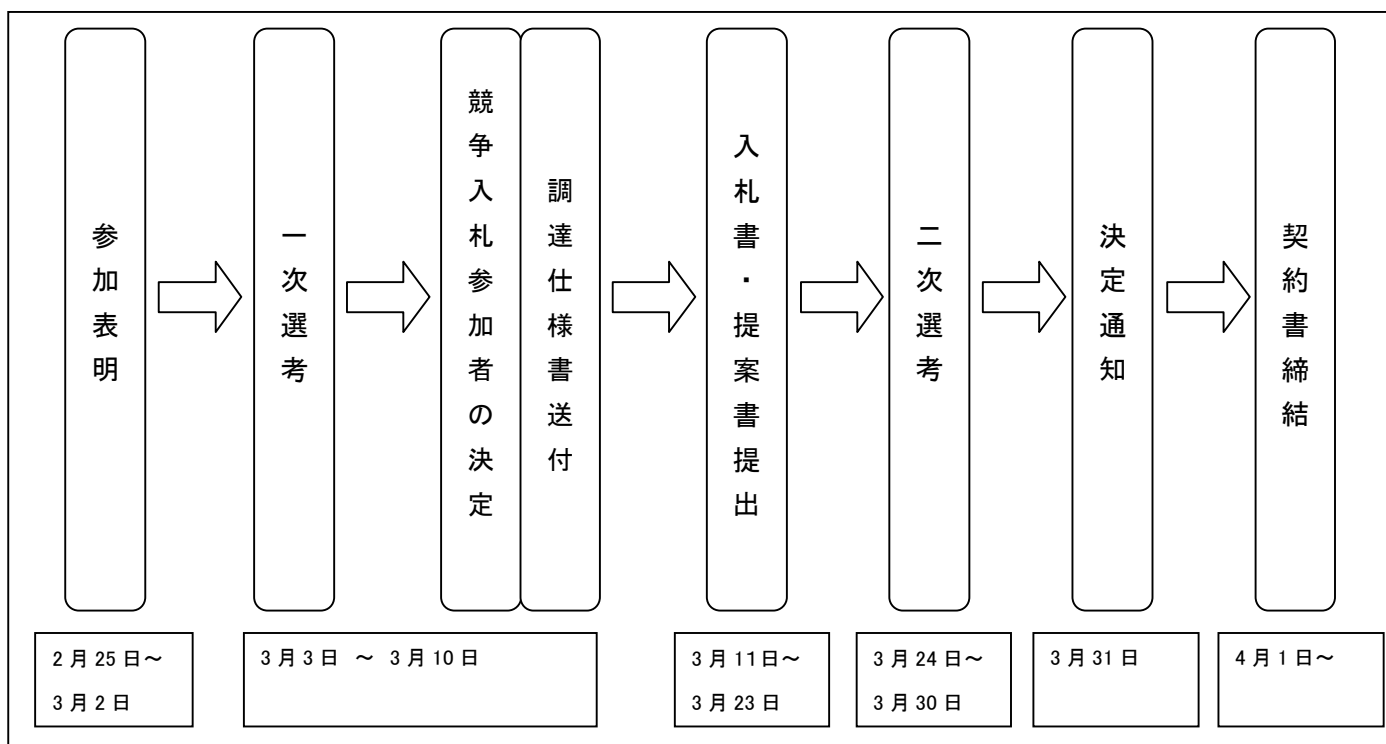 参加表明
一次選考
競争入札参加者の決定
調達仕様書送付
入札書・提案書提出
二次選考
決定通知
契約書締結
2月25日～
3月2日
3月3日 ～ 3月10日
3月11日～
3月23日
3月24日～
3月30日
3月31日
4月1日～